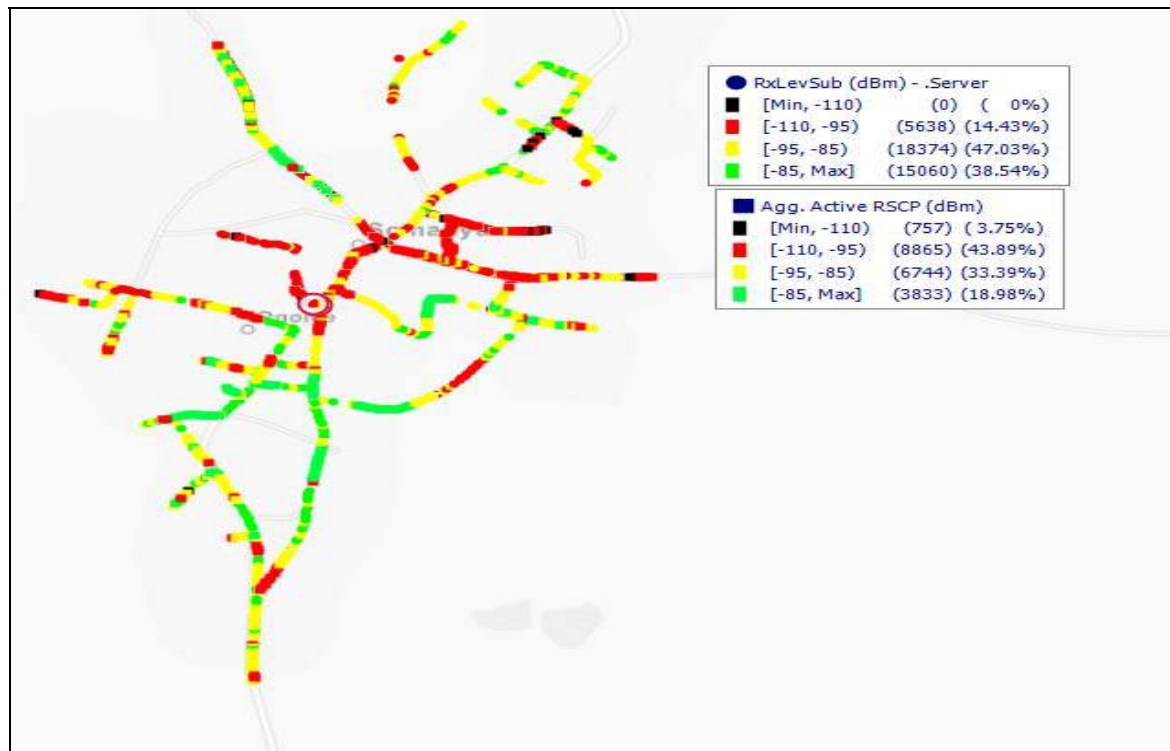 RxLevSub (dBm) - .Server
[Min, -110) (0) ( 0%)
[-110, -95) (5638) (14.43%)
[-95, -85) (18374) (47.03%)
[-85, Max] (15060) (38.54%)
Agg. Active RSCP (dBm)
[Min, -110) (757) ( 3.75%)
[-110, -95) (8865) (43.89%)
[-95, -85) (6744) (33.39%)
[-85, Max] (3833) (18.98%)